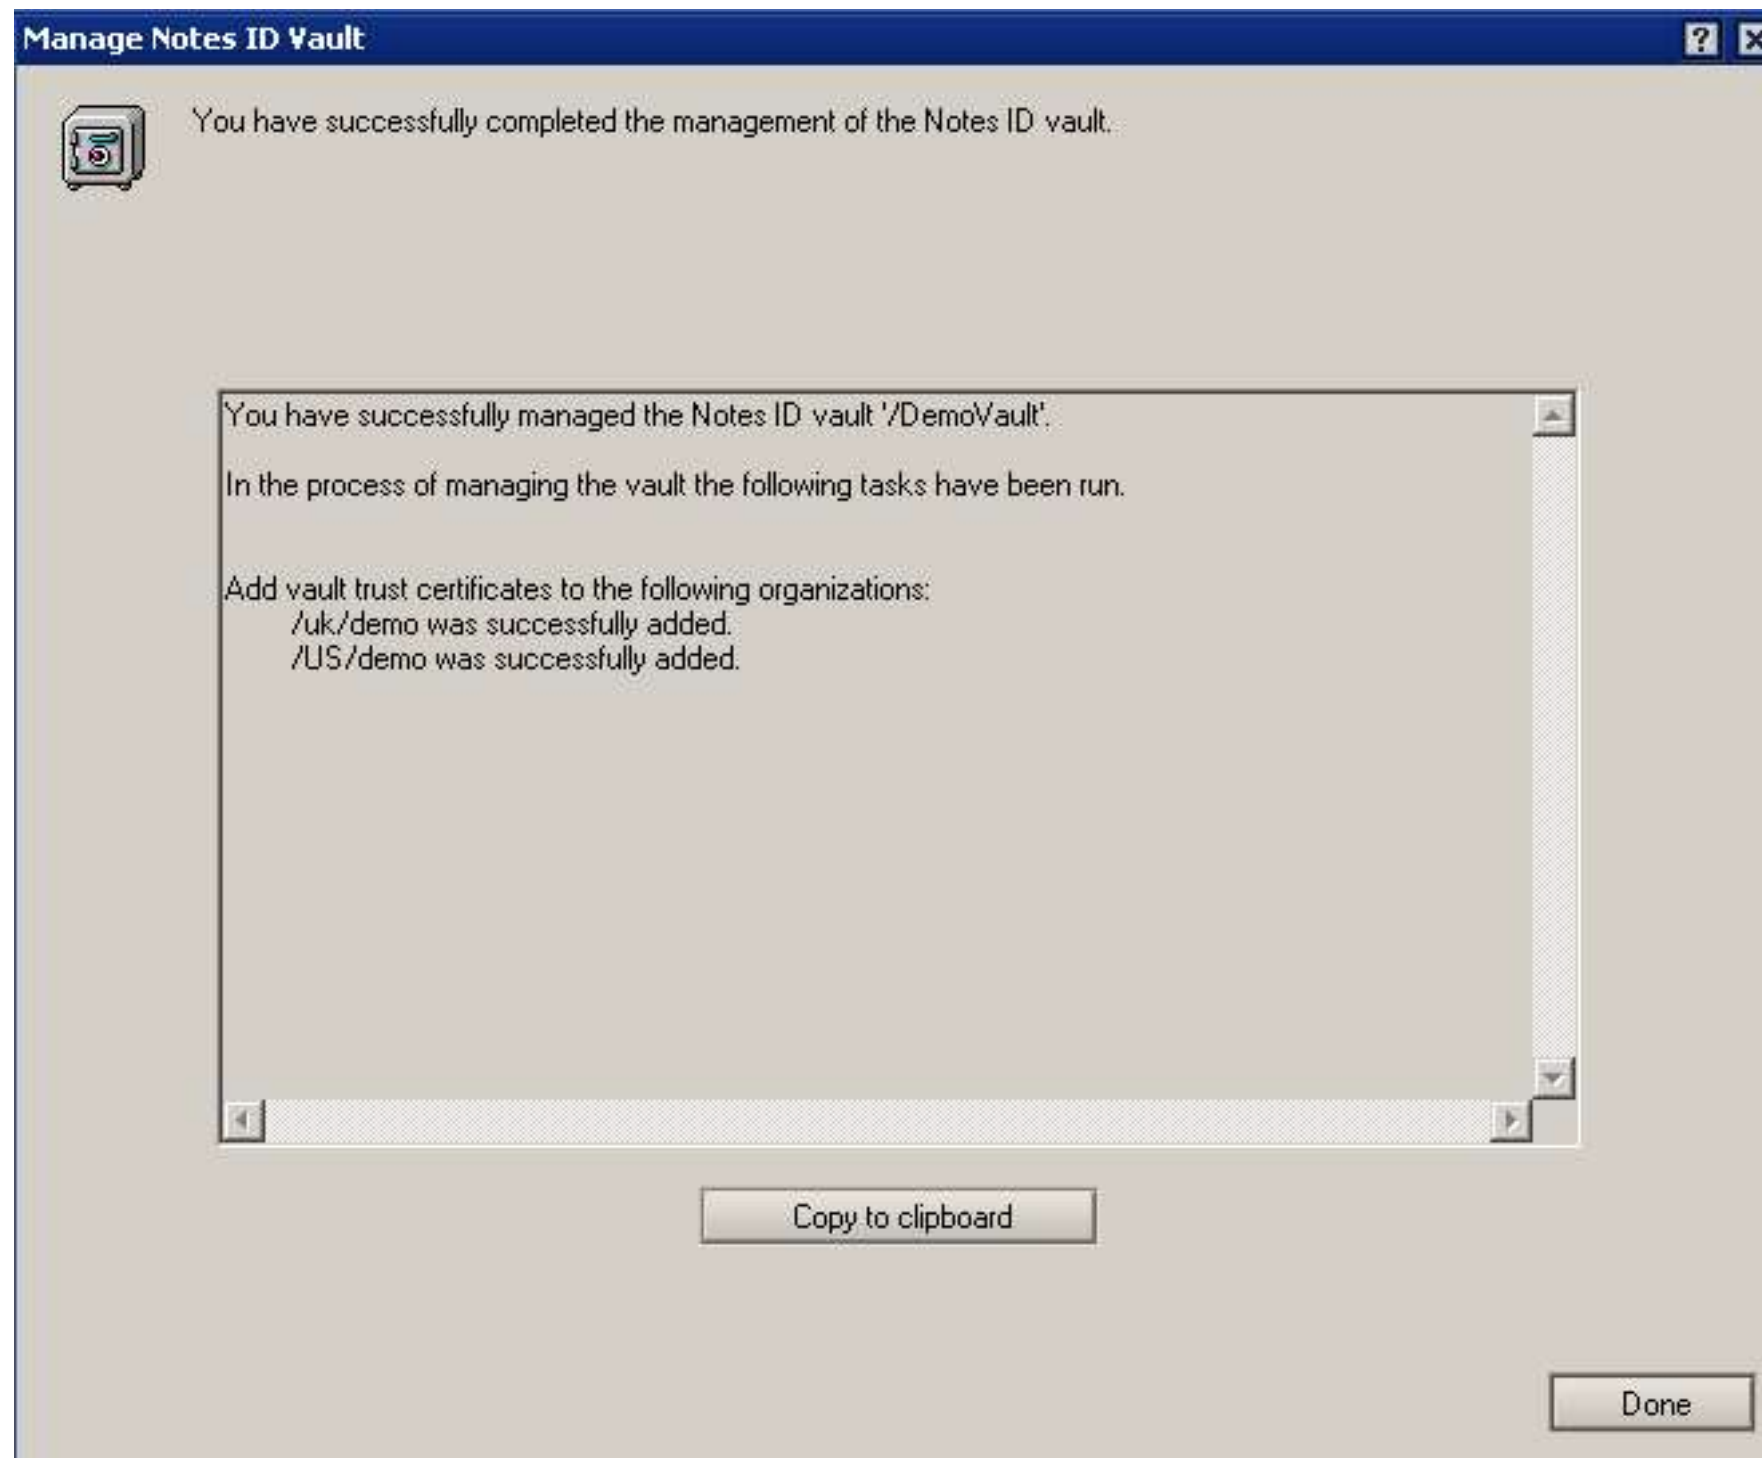 Manage Notes ID Vault
You have successfully completed the management of the Notes ID vault.
You have successfully managed the Notes ID vault '/DemoVault'.
In the process of managing the vault the following tasks have been run.
Add vault trust certificates to the following organizations:
/uk/demo was successfully added.
/US/demo was successfully added.
Copy to clipboard
Done